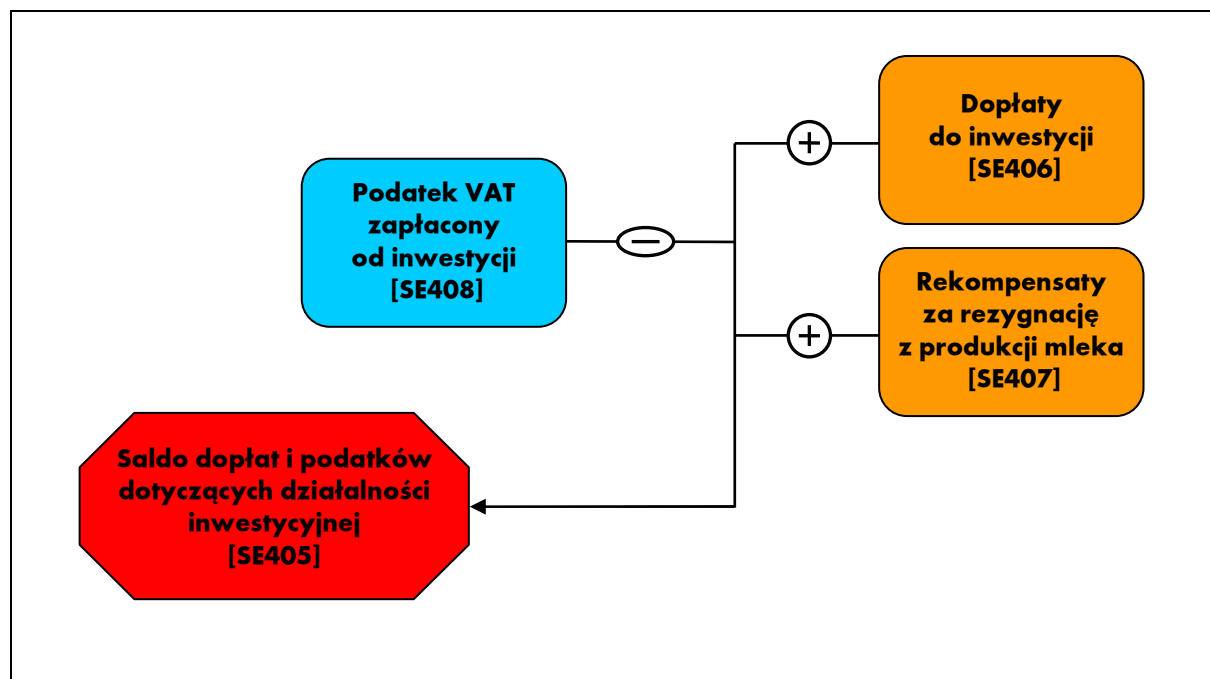 Dopłaty
do inwestycji
[SE406]
+
Podatek VAT
zapłacony
od inwestycji
[SE408]
−
Rekompensaty
za rezygnację
z produkcji mleka
[SE407]
+
Saldo dopłat i podatków
dotyczących działalności
inwestycyjnej
[SE405]